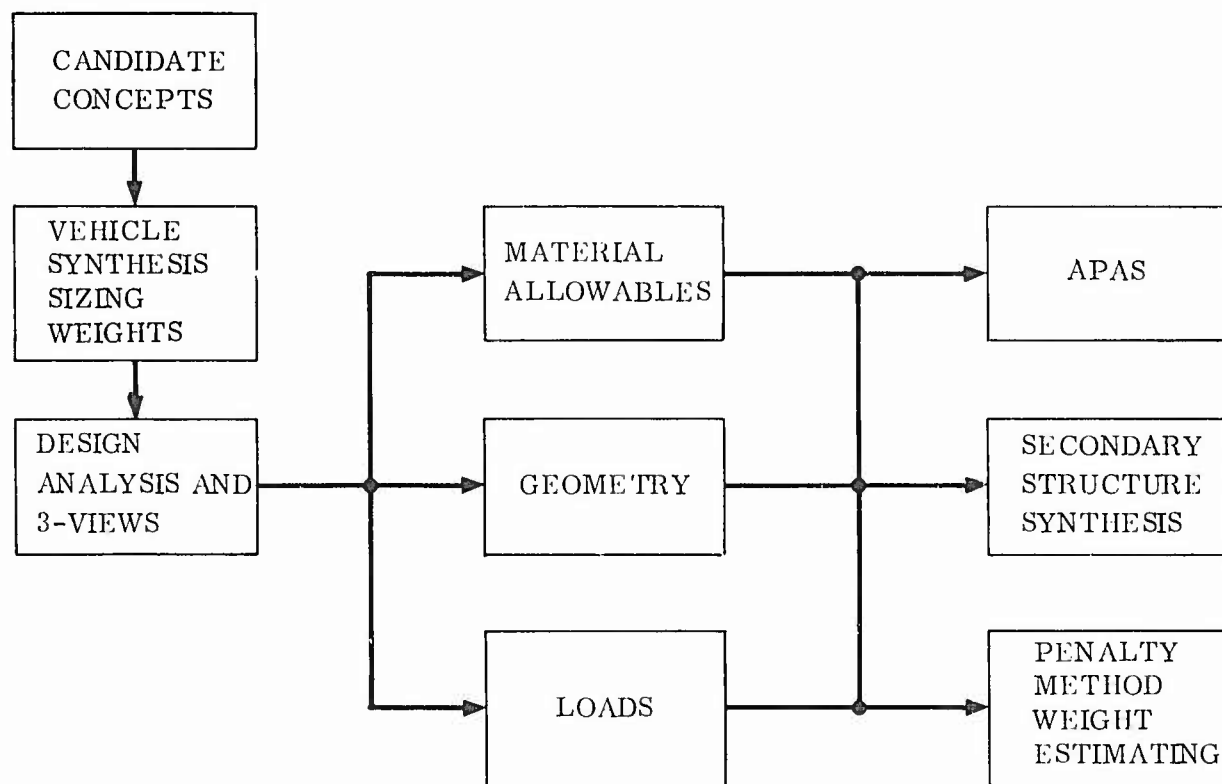 CANDIDATE
CONCEPTS
VEHICLE
SYNTHESIS
SIZING
WEIGHTS
DESIGN
ANALYSIS AND
3-VIEWS
MATERIAL
ALLOWABLES
GEOMETRY
LOADS
APAS
SECONDARY
STRUCTURE
SYNTHESIS
PENALTY
METHOD
WEIGHT
ESTIMATING